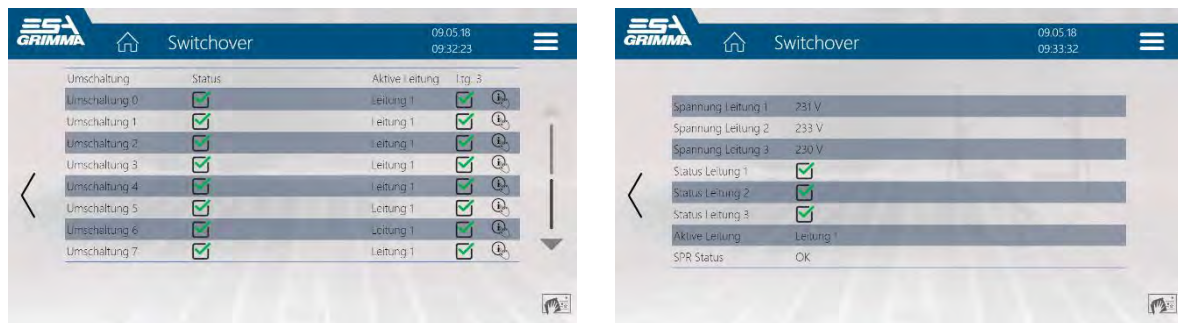 ESA
GRIMMA
Switchover
09.05.18
09:32:23
Umschaltung Status Aktive Leitung Ltg. 3
Umschaltung 0 Leitung 1
Umschaltung 1 Leitung 1
Umschaltung 2 Leitung 1
Umschaltung 3 Leitung 1
Umschaltung 4 Leitung 1
Umschaltung 5 Leitung 1
Umschaltung 6 Leitung 1
Umschaltung 7 Leitung 1
ESA
GRIMMA
Switchover
09.05.18
09:33:32
Spannung Leitung 1 231 V
Spannung Leitung 2 233 V
Spannung Leitung 3 230 V
Status Leitung 1
Status Leitung 2
Status Leitung 3
Aktive Leitung Leitung 1
SPR Status OK